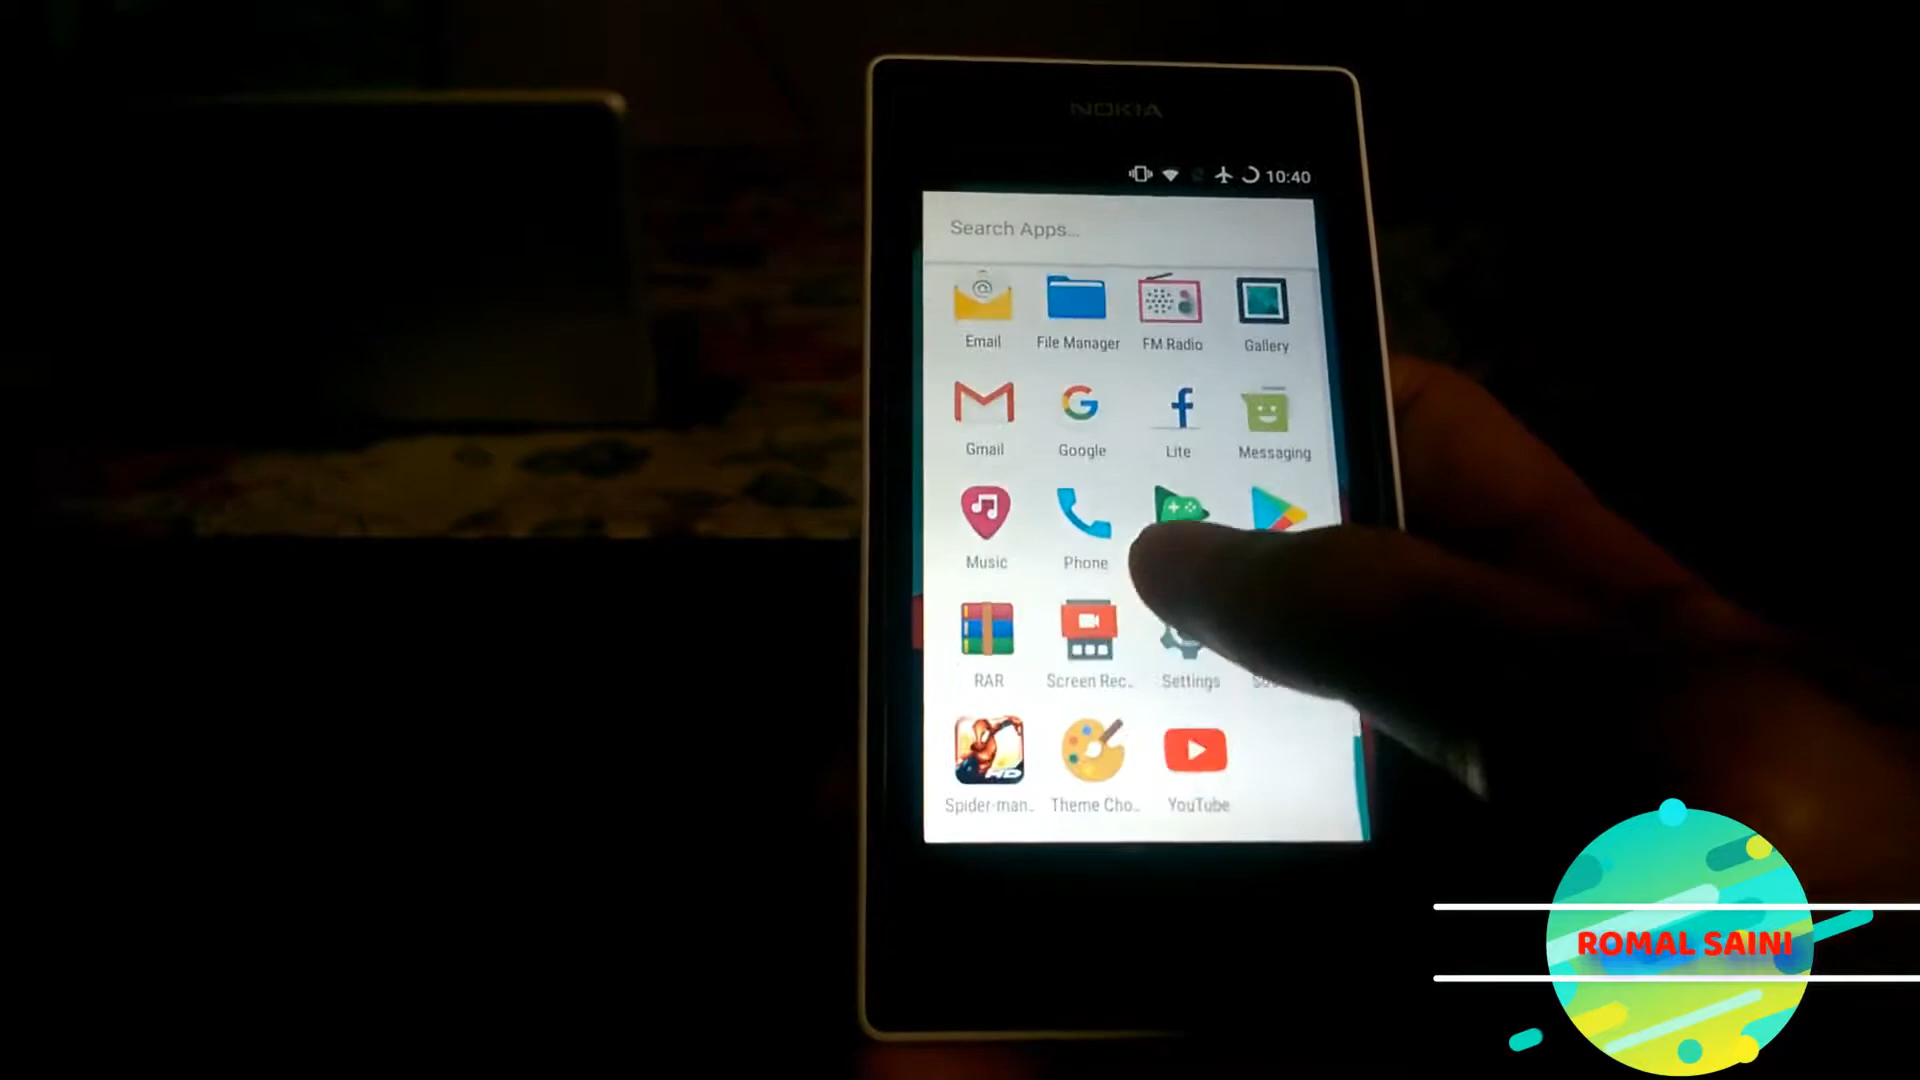 NOKIA
10:40
Search Apps...
Email File Manager FM Radio Gallery
Gmail Google Lite Messaging
Music Phone
RAR Screen Rec.. Settings
Spider-man.. Theme Cho.. YouTube
ROMAL SAINI